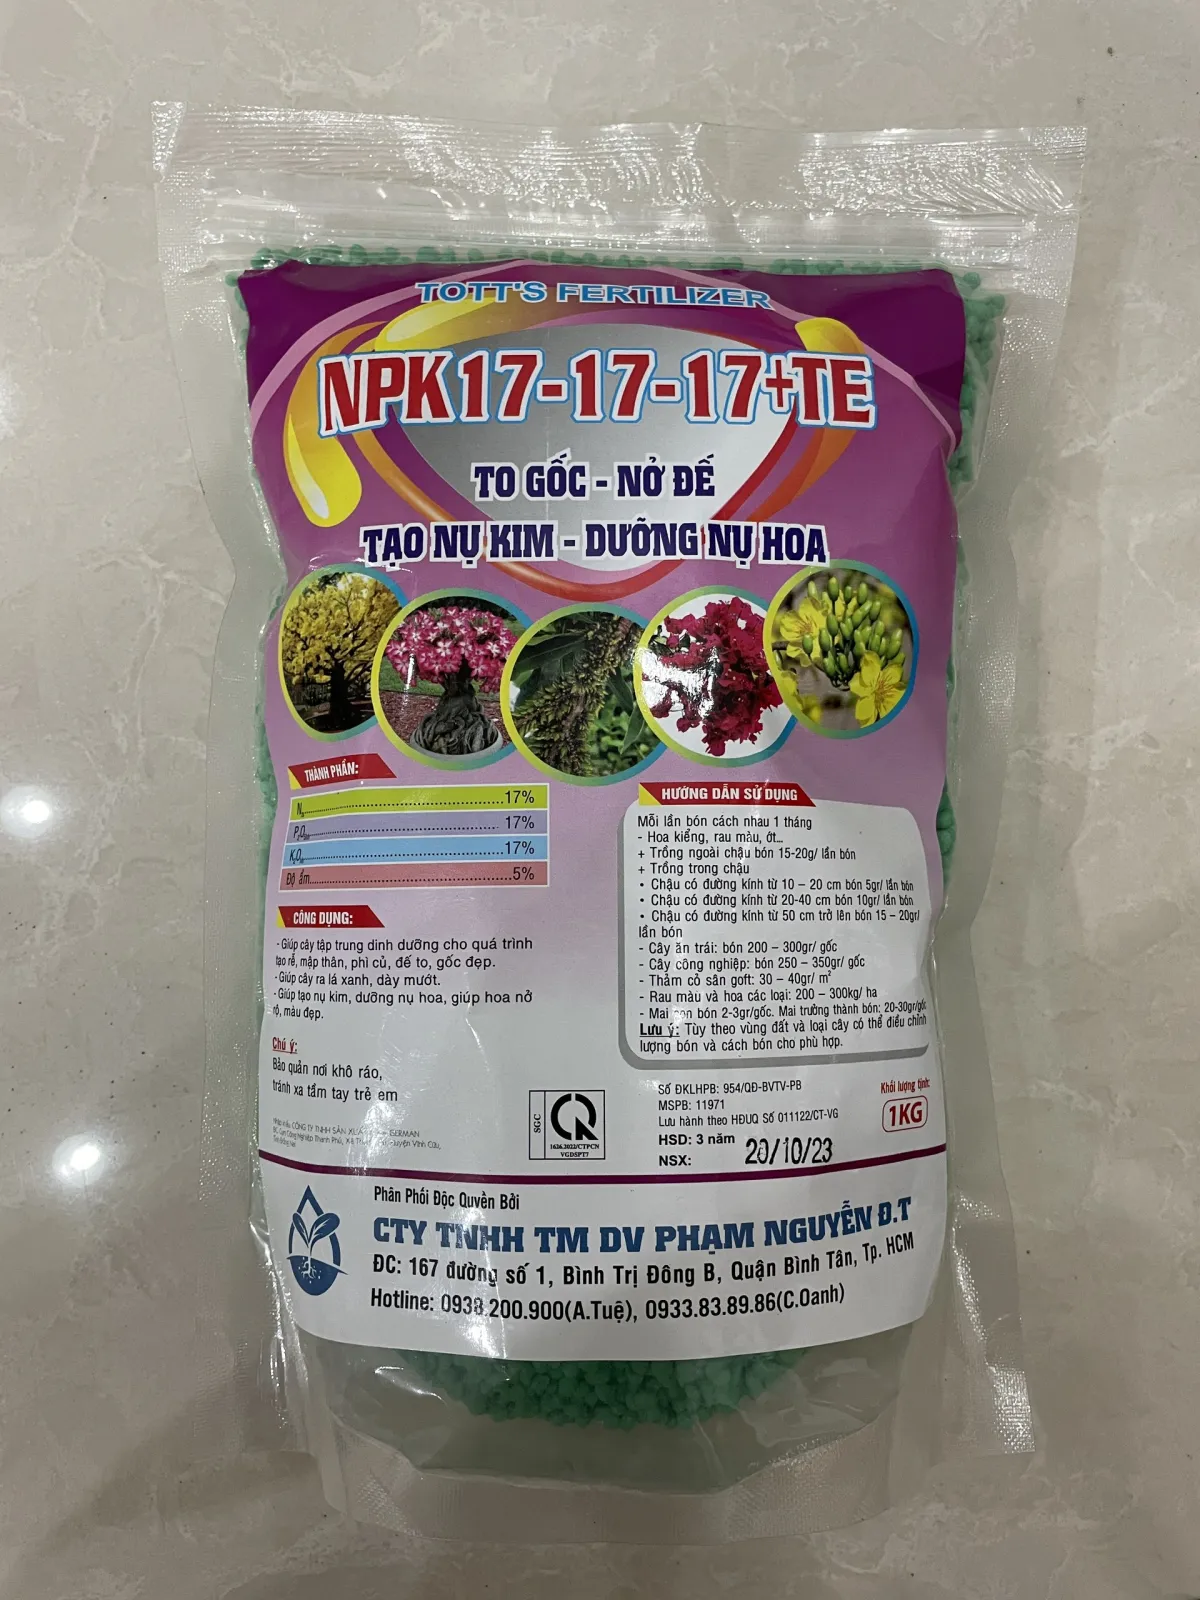 TOTT'S FERTILIZER
NPK 17-17-17+TE
TO GỐC - NỞ ĐẾ
TẠO NỤ KIM - DƯỠNG NỤ HOA
THÀNH PHẦN:
17%
17%
17%
Độ ẩm 5%
CÔNG DỤNG:
- Giúp cây tập trung dinh dưỡng cho quá trình
tạo rễ, mập thân, phì củ, đế to, gốc đẹp.
- Giúp cây ra lá xanh, dày mướt.
- Giúp tạo nụ kim, dưỡng nụ hoa, giúp hoa nở
rộ, màu đẹp.
Chú ý:
Bảo quản nơi khô ráo,
tránh xa tầm tay trẻ em
HƯỚNG DẪN SỬ DỤNG
Mỗi lần bón cách nhau 1 tháng
- Hoa kiểng, rau màu, ớt...
+ Trồng ngoài chậu bón 15-20g/ lần bón
+ Trồng trong chậu
• Chậu có đường kính từ 10 – 20 cm bón 5gr/ lần bón
• Chậu có đường kính từ 20-40 cm bón 10gr/ lần bón
• Chậu có đường kính từ 50 cm trở lên bón 15 – 20gr/
lần bón
- Cây ăn trái: bón 200 – 300gr/ gốc
- Cây công nghiệp: bón 250 – 350gr/ gốc
- Thảm cỏ sân goft: 30 – 40gr/ m²
- Rau màu và hoa các loại: 200 – 300kg/ ha
- Mai con bón 2-3gr/gốc. Mai trường thành bón: 20-30gr/gốc
Lưu ý: Tùy theo vùng đất và loại cây có thể điều chỉnh
lượng bón và cách bón cho phù hợp.
SGC
1626.2022/CTPCN
VGDSPT7
Số ĐKLHPB: 954/QĐ-BVTV-PB
MSPB: 11971
Lưu hành theo HĐUQ Số 011122/CT-VG
HSD: 3 năm
NSX: 20/10/23
Khối lượng tịnh:
1KG
Phân Phối Độc Quyền Bởi
CTY TNHH TM DV PHẠM NGUYỄN Đ.T
ĐC: 167 đường số 1, Bình Trị Đông B, Quận Bình Tân, Tp. HCM
Hotline: 0938.200.900(A.Tuệ), 0933.83.89.86(C.Oanh)